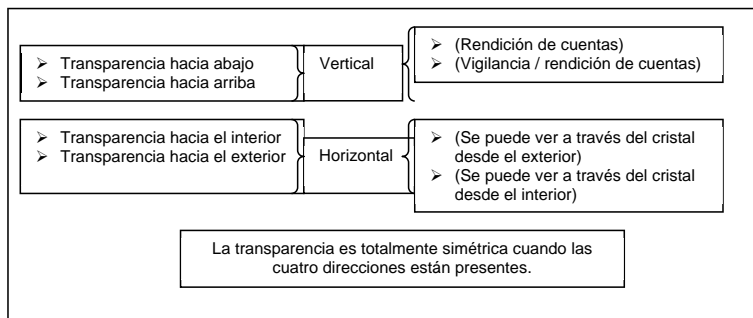 ➢ Transparencia hacia abajo
➢ Transparencia hacia arriba
Vertical
➢ (Rendición de cuentas)
➢ (Vigilancia / rendición de cuentas)
➢ Transparencia hacia el interior
➢ Transparencia hacia el exterior
Horizontal
➢ (Se puede ver a través del cristal
desde el exterior)
➢ (Se puede ver a través del cristal
desde el interior)
La transparencia es totalmente simétrica cuando las
cuatro direcciones están presentes.